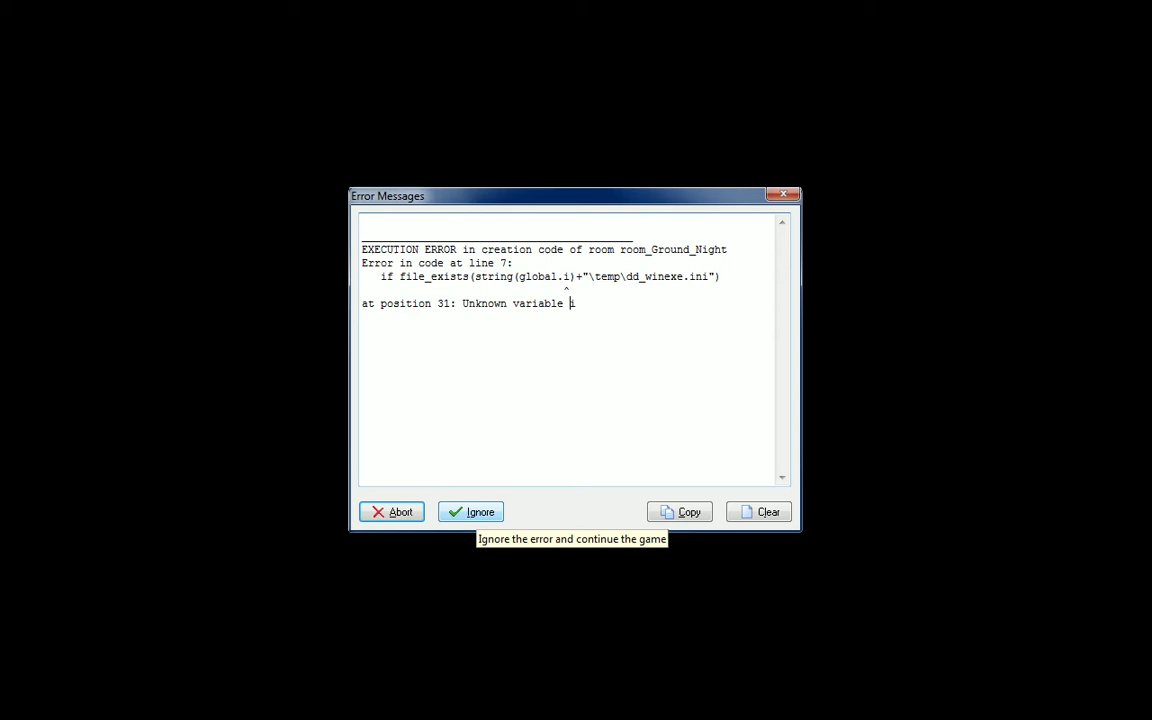 Error Messages
EXECUTION ERROR in creation code of room room_Ground_Night
Error in code at line 7:
if file_exists(string(global.i)+"\temp\dd_winexe.ini")
^
at position 31: Unknown variable i
Abort
Ignore
Copy
Clear
Ignore the error and continue the game